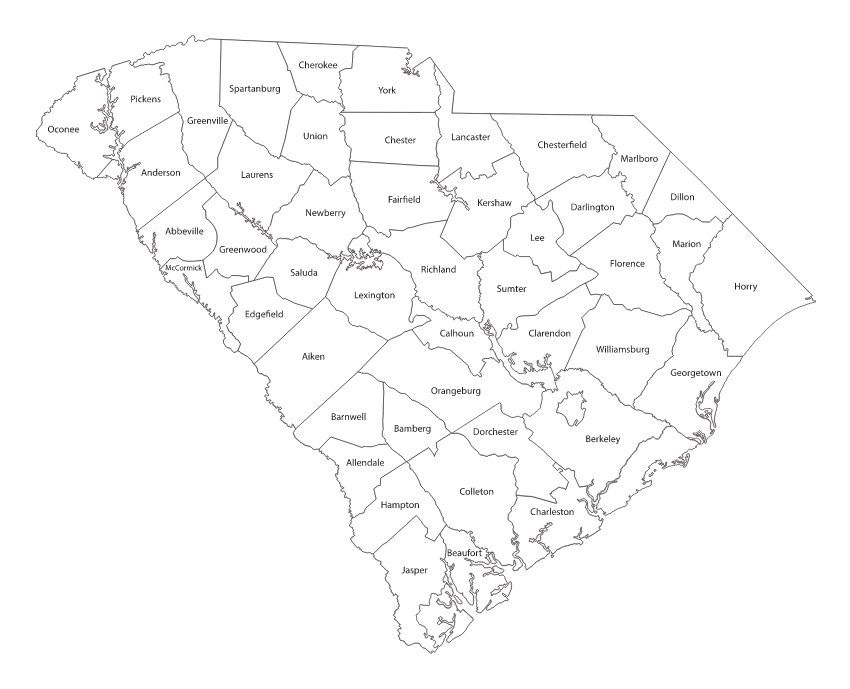 Cherokee
Spartanburg
York
Pickens
Greenville
Oconee
Union
Chester
Lancaster
Chesterfield
Marlboro
Anderson
Laurens
Fairfield
Kershaw
Darlington
Dillon
Newberry
Abbeville
Greenwood
Lee
Marion
McCormick
Saluda
Richland
Florence
Lexington
Sumter
Horry
Edgefield
Calhoun
Clarendon
Williamsburg
Aiken
Georgetown
Orangeburg
Barnwell
Bamberg
Dorchester
Berkeley
Allendale
Colleton
Hampton
Charleston
Beaufort
Jasper